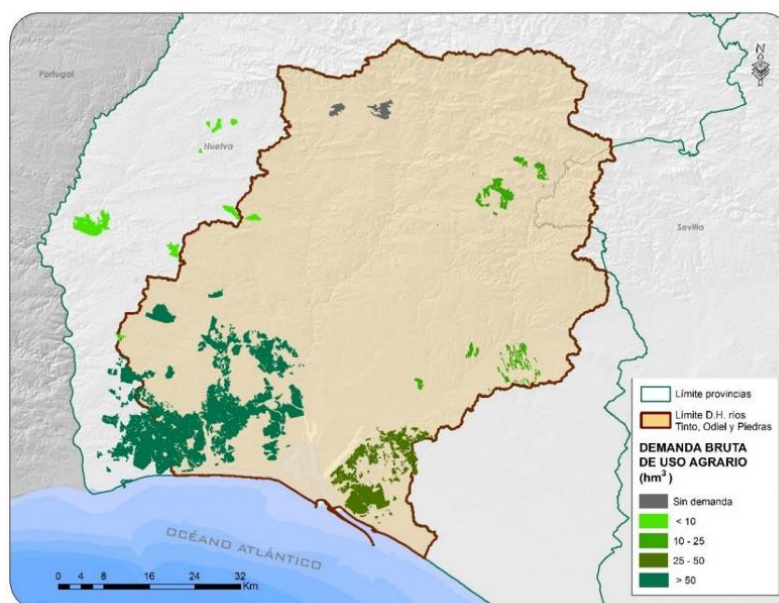 Portugal
N
Huelva
Sevilla
OCÉANO ATLÁNTICO
0 4 8 16 24 32
Km.
Límite provincias
Límite D.H. ríos
Tinto, Odiel y Piedras
DEMANDA BRUTA
DE USO AGRARIO
(hm³)
Sin demanda
< 10
10 - 25
25 - 50
> 50